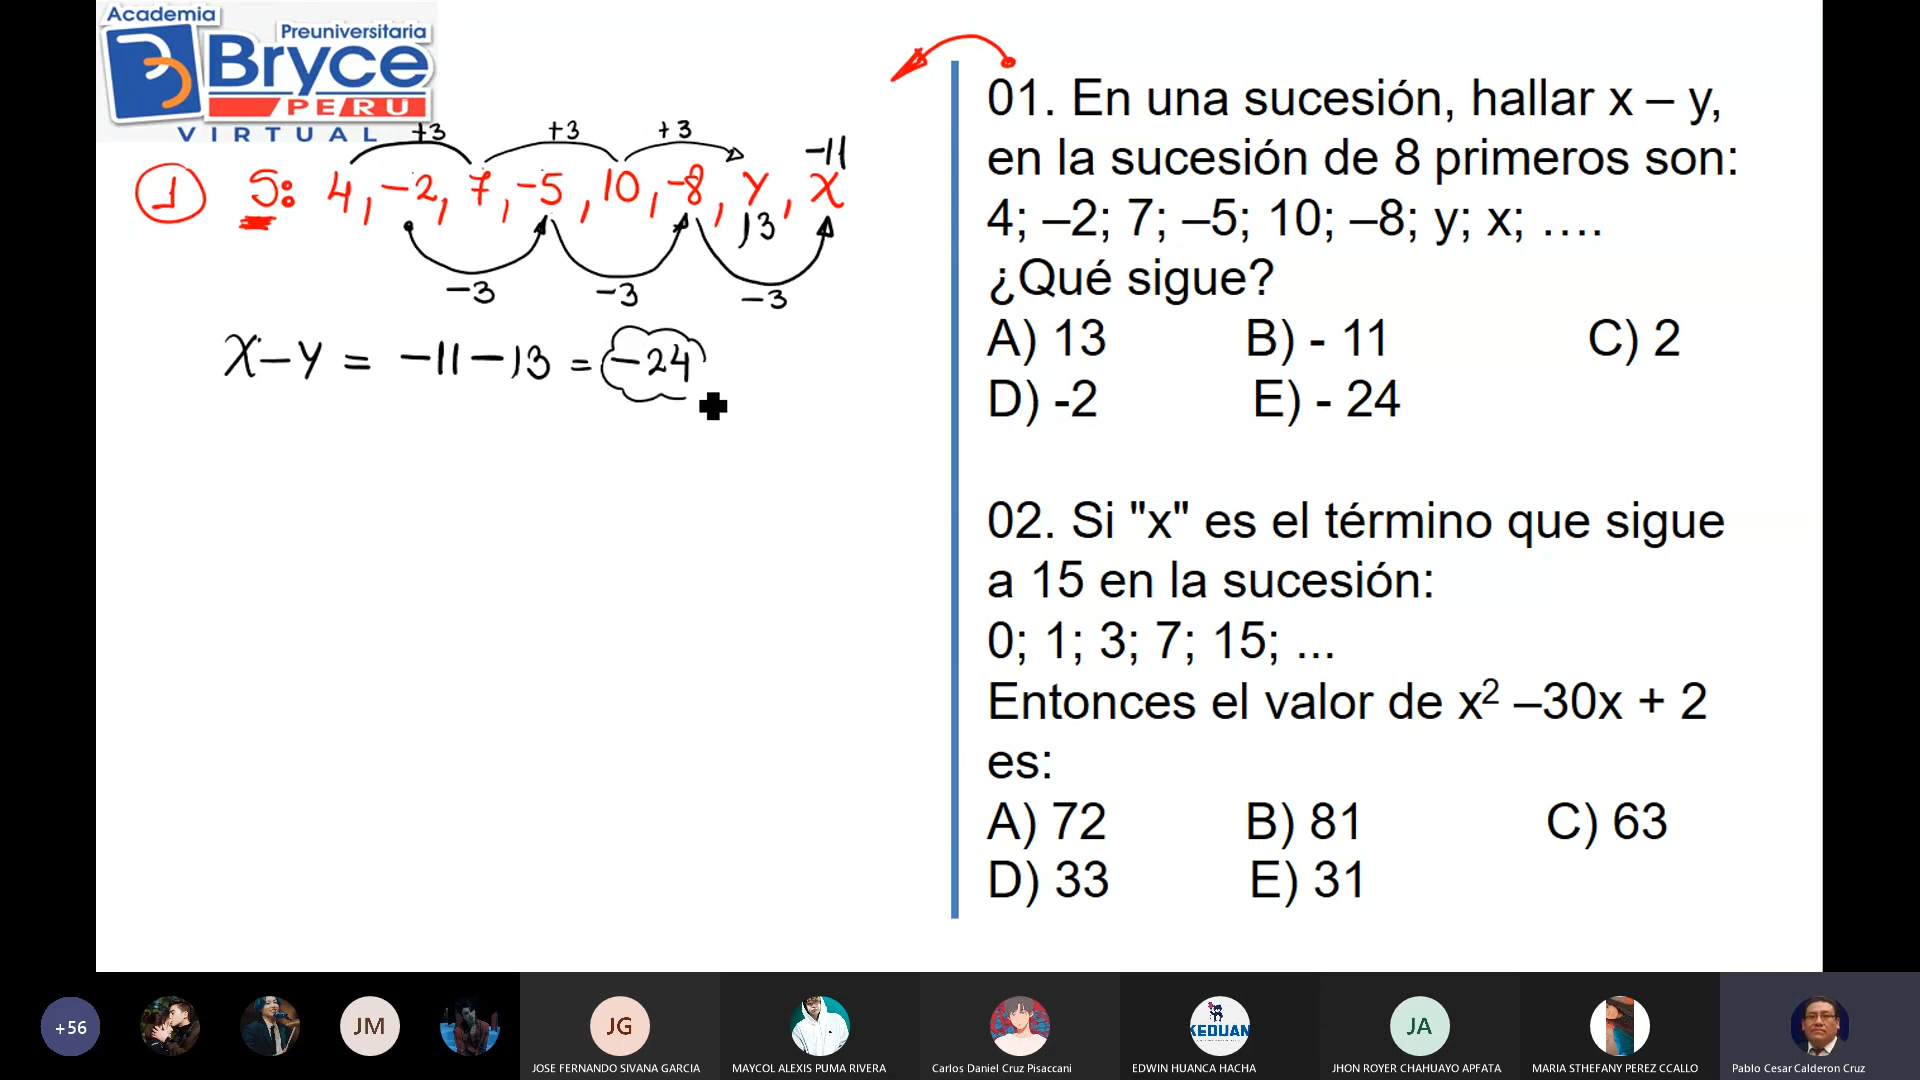 Academia
Preuniversitaria
Bryce
PERU
VIRTUAL
+3 +3 +3
-11
1 S: 4, -2, 7, -5, 10, -8, y, x
13
-3 -3 -3
x-y = -11-13 = -24
01. En una sucesión, hallar x – y,
en la sucesión de 8 primeros son:
4; –2; 7; –5; 10; –8; y; x; ….
¿Qué sigue?
A) 13 B) - 11 C) 2
D) -2 E) - 24
02. Si "x" es el término que sigue
a 15 en la sucesión:
0; 1; 3; 7; 15; ...
Entonces el valor de x² –30x + 2
es:
A) 72 B) 81 C) 63
D) 33 E) 31
+56
JM
JG
KEDUAN
JA
JOSE FERNANDO SIVANA GARCIA
MAYCOL ALEXIS PUMA RIVERA
Carlos Daniel Cruz Pisaccani
EDWIN HUANCA HACHA
JHON ROYER CHAHUAYO APFATA
MARIA STHEFANY PEREZ CCALLO
Pablo Cesar Calderon Cruz